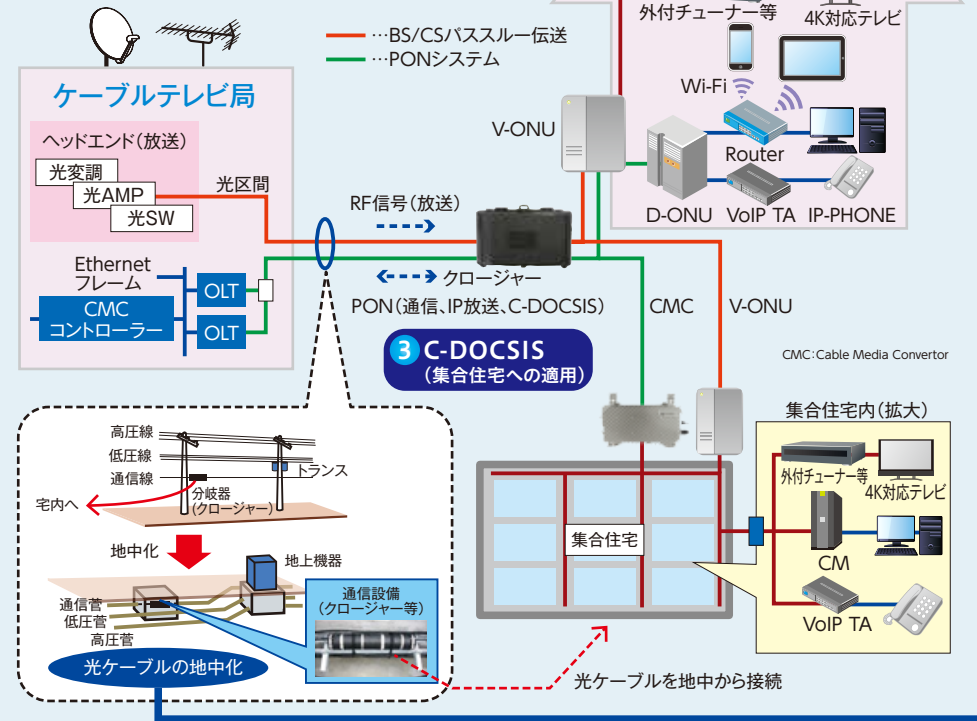 外付チューナー等
4K対応テレビ
Wi-Fi
Router
D-ONU
VoIP TA
IP-PHONE
…BS/CSパススルー伝送
…PONシステム
ケーブルテレビ局
ヘッドエンド(放送)
光変調
光AMP
光SW
光区間
V-ONU
RF信号(放送)
クロージャー
PON(通信、IP放送、C-DOCSIS)
Ethernet
フレーム
CMC
コントローラー
OLT
OLT
CMC
V-ONU
3 C-DOCSIS
(集合住宅への適用)
CMC:Cable Media Convertor
高圧線
低圧線
通信線
トランス
分岐器
(クロージャー)
宅内へ
地中化
地上機器
通信菅
低圧菅
高圧菅
通信設備
(クロージャー等)
光ケーブルの地中化
集合住宅
集合住宅内(拡大)
外付チューナー等
4K対応テレビ
CM
VoIP TA
光ケーブルを地中から接続